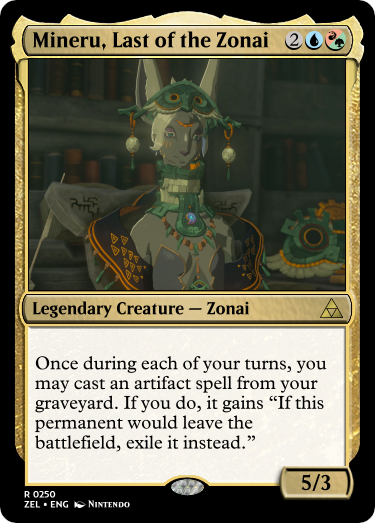 Mineru, Last of the Zonai 2
Legendary Creature — Zonai
Once during each of your turns, you
may cast an artifact spell from your
graveyard. If you do, it gains “If this
permanent would leave the
battlefield, exile it instead.”
5/3
R 0250
ZEL • ENG Nintendo